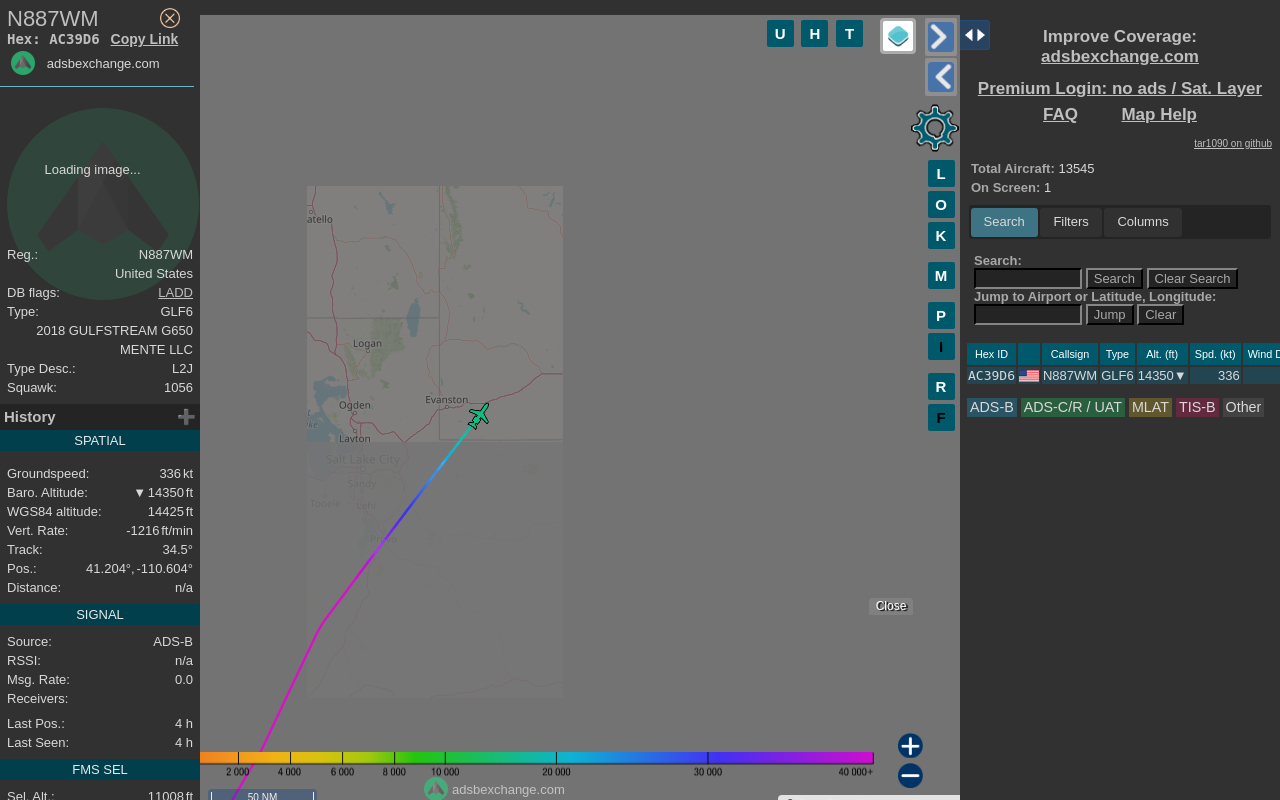 N887WM
Hex: AC39D6 Copy Link
adsbexchange.com
Loading image...
Reg.: N887WM
United States
DB flags: LADD
Type: GLF6
2018 GULFSTREAM G650
MENTE LLC
Type Desc.: L2J
Squawk: 1056
History
SPATIAL
Groundspeed: 336 kt
Baro. Altitude: ▼ 14350 ft
WGS84 altitude: 14425 ft
Vert. Rate: -1216 ft/min
Track: 34.5°
Pos.: 41.204°, -110.604°
Distance: n/a
SIGNAL
Source: ADS-B
RSSI: n/a
Msg. Rate: 0.0
Receivers:
Last Pos.: 4 h
Last Seen: 4 h
FMS SEL
Sel. Alt.: 11008 ft
U H T
L
O
K
M
P
I
R
F
atello
Logan
Ogden
Evanston
Layton
Salt Lake City
Sandy
Tooele Lehi
Provo
Close
2 000 4 000 6 000 8 000 10 000 20 000 30 000 40 000+
adsbexchange.com
50 NM
Improve Coverage:
adsbexchange.com
Premium Login: no ads / Sat. Layer
FAQ Map Help
tar1090 on github
Total Aircraft: 13545
On Screen: 1
Search Filters Columns
Search:
Search Clear Search
Jump to Airport or Latitude, Longitude:
Jump Clear
Hex ID Callsign Type Alt. (ft) Spd. (kt) Wind D
AC39D6 N887WM GLF6 14350▼ 336
ADS-B ADS-C/R / UAT MLAT TIS-B Other